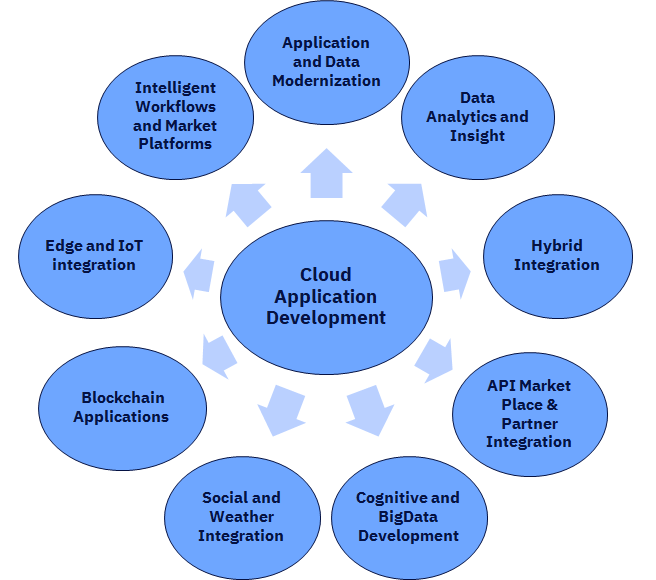 Application
and Data
Modernization
Data
Analytics and
Insight
Hybrid
Integration
API Market
Place &
Partner
Integration
Cognitive and
BigData
Development
Social and
Weather
Integration
Blockchain
Applications
Edge and IoT
integration
Intelligent
Workflows
and Market
Platforms
Cloud
Application
Development